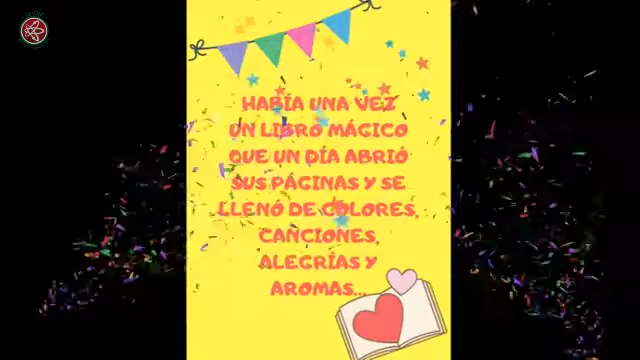 HABÍA UNA VEZ
UN LIBRO MÁGICO
QUE UN DÍA ABRIÓ
SUS PÁGINAS Y SE
LLENÓ DE COLORES,
CANCIONES,
ALEGRÍAS Y
AROMAS...